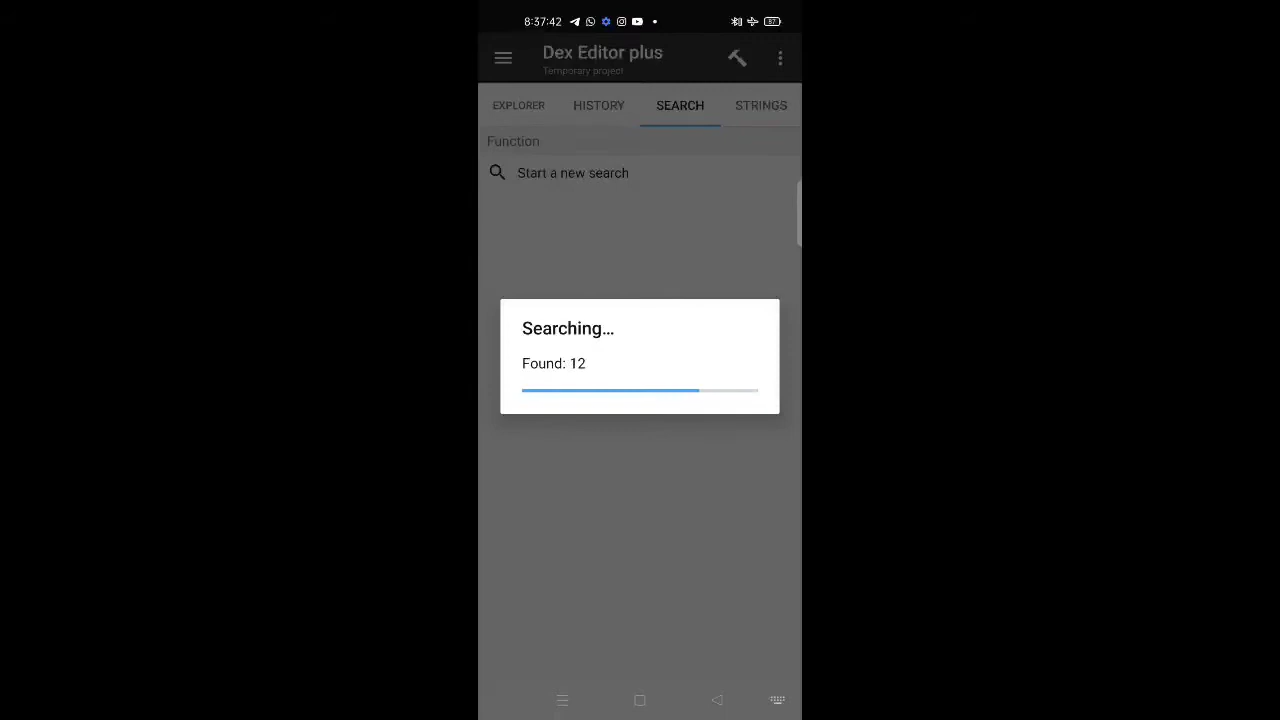 8:37:42
87
Dex Editor plus
Temporary project
EXPLORER HISTORY SEARCH STRINGS
Function
Start a new search
Searching...
Found: 12